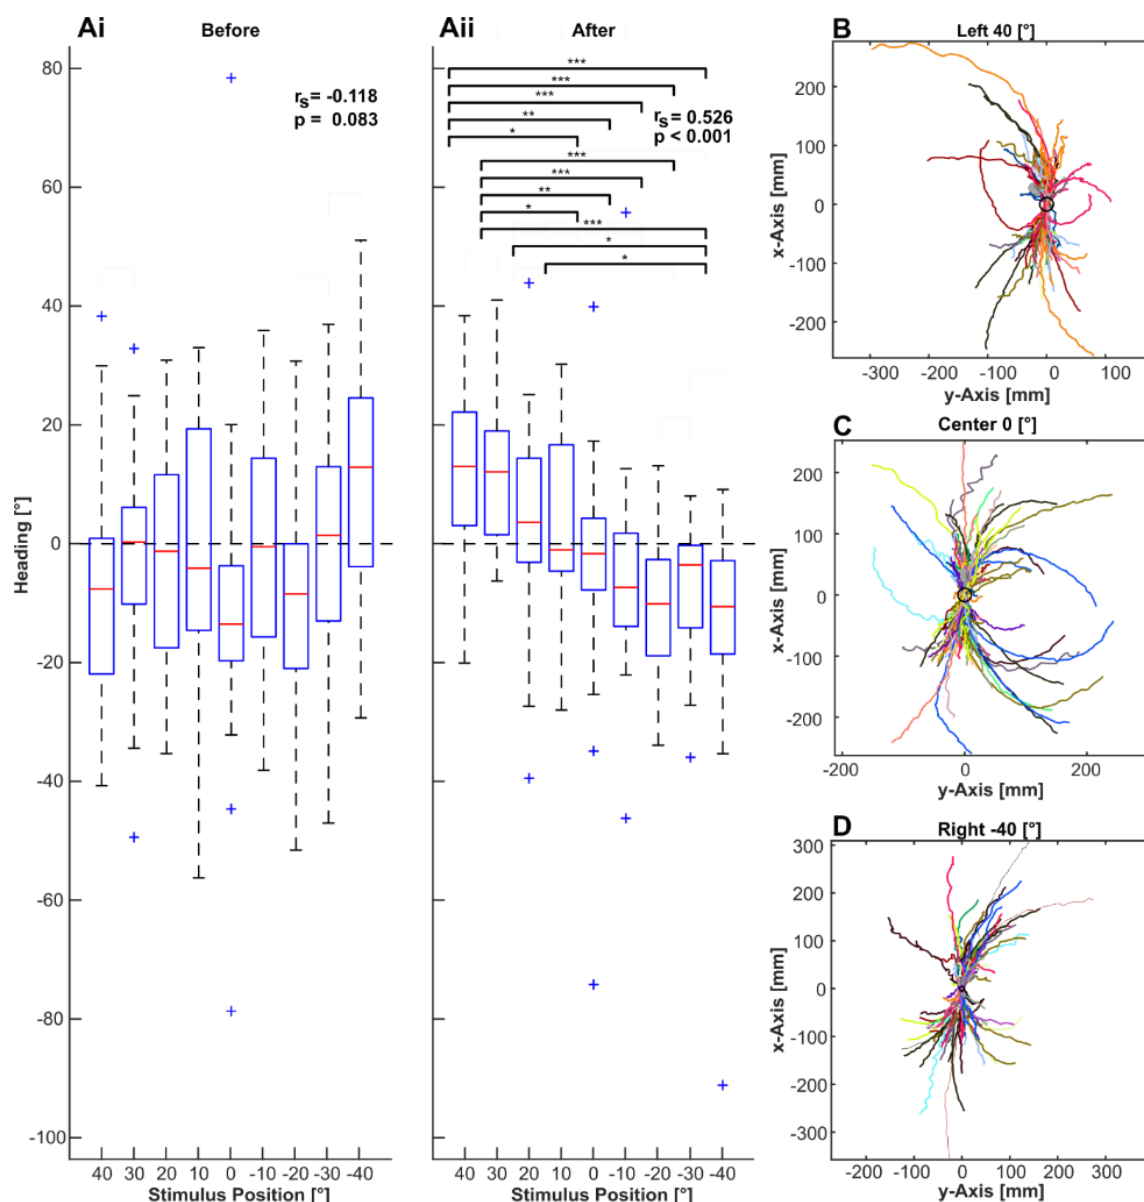 Ai Before
Aii After
B Left 40 [°]
80
60
40
20
0
-20
-40
-60
-80
-100
Heading [°]
rs = -0.118
p = 0.083
40 30 20 10 0 -10 -20 -30 -40
Stimulus Position [°]
***
***
***
**
*
rs = 0.526
p < 0.001
***
***
**
*
***
*
*
40 30 20 10 0 -10 -20 -30 -40
Stimulus Position [°]
200
100
0
-100
-200
x-Axis [mm]
-300 -200 -100 0 100
y-Axis [mm]
C Center 0 [°]
200
100
0
-100
-200
x-Axis [mm]
-200 0 200
y-Axis [mm]
D Right -40 [°]
300
200
100
0
-100
-200
-300
x-Axis [mm]
-200 -100 0 100 200 300
y-Axis [mm]